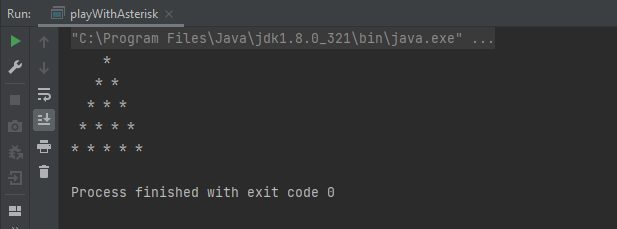 Run: playWithAsterisk
"C:\Program Files\Java\jdk1.8.0_321\bin\java.exe" ...
    *
   * *
  * * *
 * * * *
* * * * *
Process finished with exit code 0